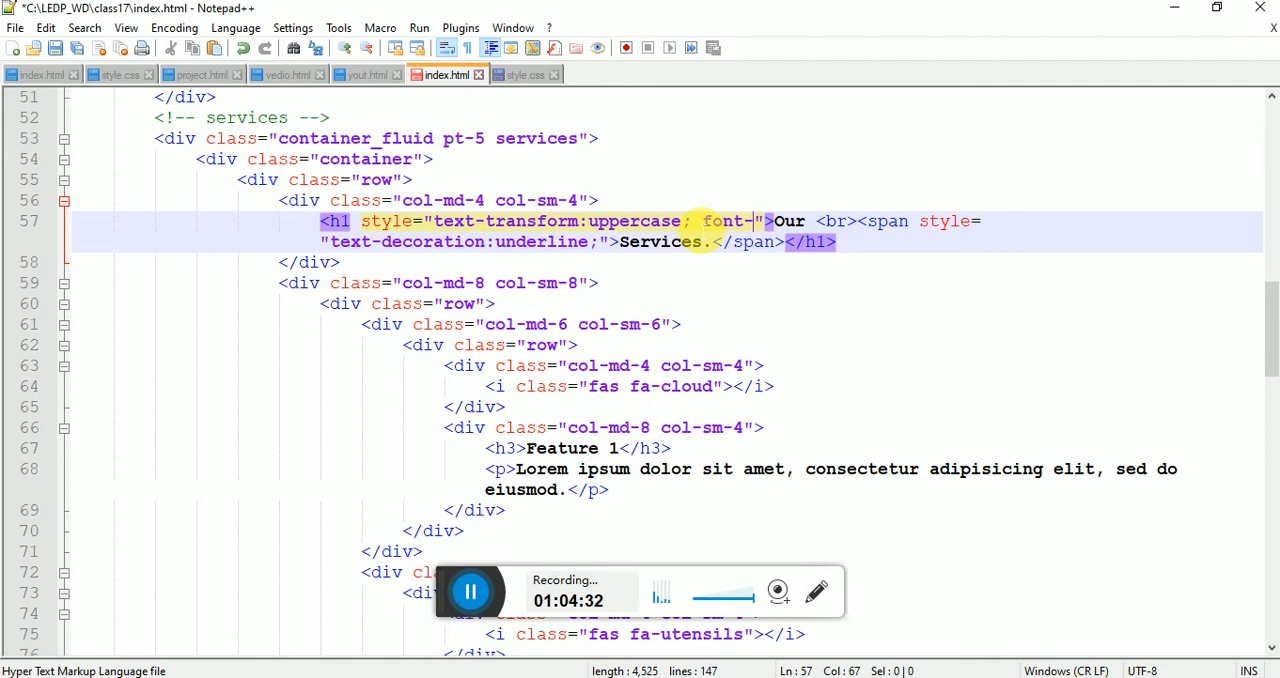 *C:\LEDP_WD\class17\index.html - Notepad++
File Edit Search View Encoding Language Settings Tools Macro Run Plugins Window ? X
index.html style.css project.html vedio.html yout.html index.html style.css
51 </div>
52 <!-- services -->
53 <div class="container_fluid pt-5 services">
54 <div class="container">
55 <div class="row">
56 <div class="col-md-4 col-sm-4">
57 <h1 style="text-transform:uppercase; font-">Our <br><span style=
"text-decoration:underline;">Services.</span></h1>
58 </div>
59 <div class="col-md-8 col-sm-8">
60 <div class="row">
61 <div class="col-md-6 col-sm-6">
62 <div class="row">
63 <div class="col-md-4 col-sm-4">
64 <i class="fas fa-cloud"></i>
65 </div>
66 <div class="col-md-8 col-sm-4">
67 <h3>Feature 1</h3>
68 <p>Lorem ipsum dolor sit amet, consectetur adipisicing elit, sed do
eiusmod.</p>
69 </div>
70 </div>
71 </div>
72 <div cl
73 <di
74
75 <i class="fas fa-utensils"></i>
76 </div>
Recording...
01:04:32
Hyper Text Markup Language file length : 4,525 lines : 147 Ln : 57 Col : 67 Sel : 0 | 0 Windows (CR LF) UTF-8 INS